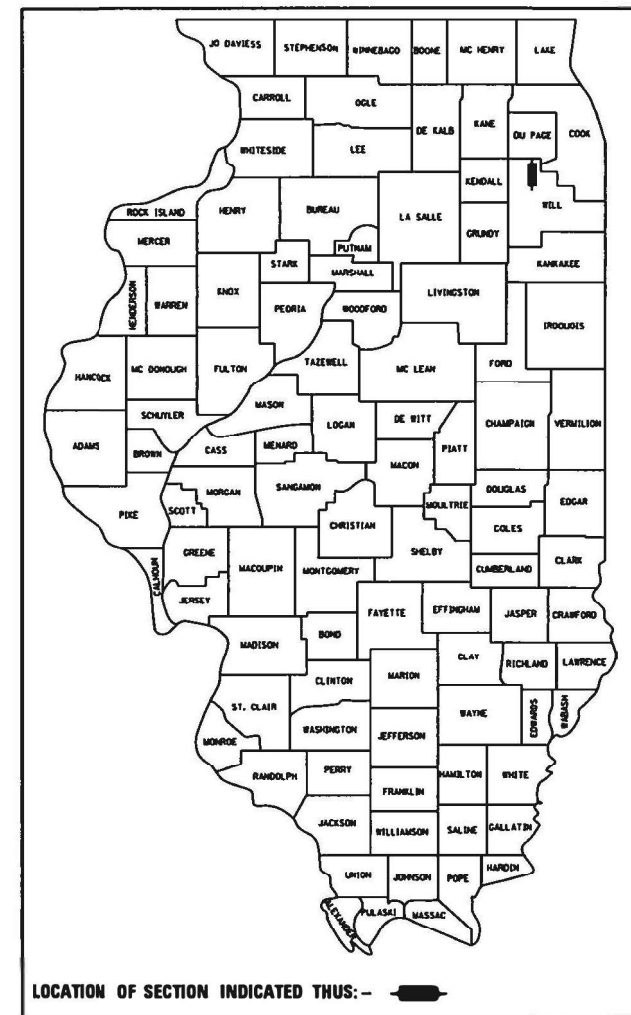 JO DAVIESS STEPHENSON WINNEBAGO BOONE MC HENRY LAKE
CARROLL OGLE DE KALB KANE DU PAGE COOK
WHITESIDE LEE KENDALL WILL
ROCK ISLAND HENRY BUREAU LA SALLE GRUNDY
MERCER PUTNAM KANKAKEE
STARK MARSHALL
HENDERSON WARREN KNOX PEORIA WOODFORD LIVINGSTON IROQUOIS
HANCOCK MC DONOUGH FULTON TAZEWELL MC LEAN FORD
MASON
SCHUYLER LOGAN DE WITT CHAMPAIGN VERMILION
ADAMS BROWN CASS MENARD MACON PIATT
PIKE SCOTT MORGAN SANGAMON MOULTRIE DOUGLAS EDGAR
CHRISTIAN COLES
CALHOUN GREENE MACOUPIN MONTGOMERY SHELBY CUMBERLAND CLARK
JERSEY
FAYETTE EFFINGHAM JASPER CRAWFORD
MADISON BOND CLAY RICHLAND LAWRENCE
CLINTON MARION
ST. CLAIR WAYNE EDWARDS WABASH
MONROE WASHINGTON JEFFERSON
RANDOLPH PERRY HAMILTON WHITE
FRANKLIN
JACKSON WILLIAMSON SALINE GALLATIN
UNION JOHNSON POPE HARDIN
ALEXANDER PULASKI MASSAC
LOCATION OF SECTION INDICATED THUS:-